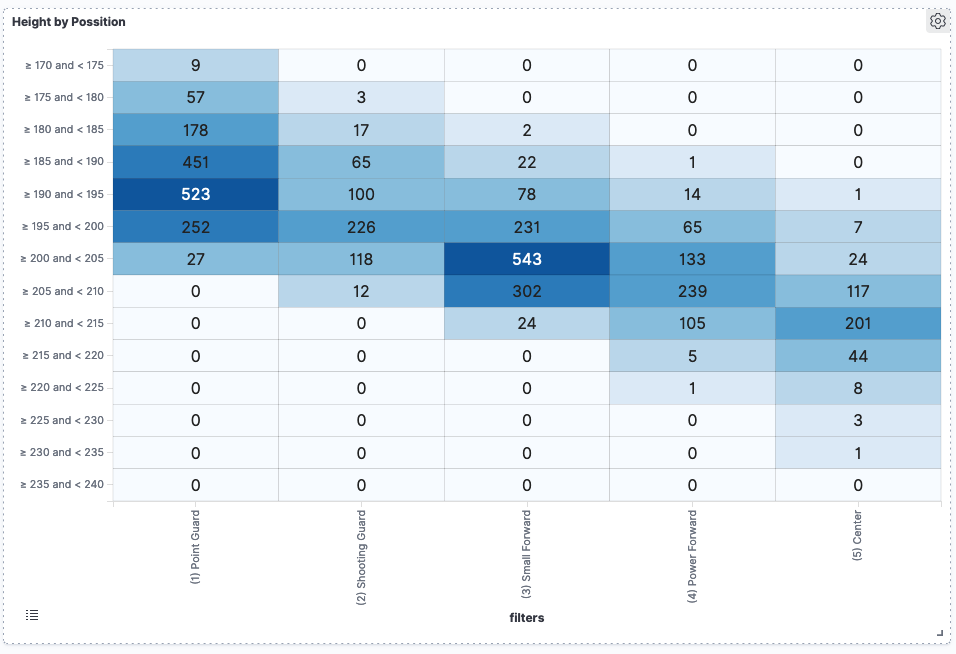 Height by Possition
≥ 170 and < 175 9 0 0 0 0
≥ 175 and < 180 57 3 0 0 0
≥ 180 and < 185 178 17 2 0 0
≥ 185 and < 190 451 65 22 1 0
≥ 190 and < 195 523 100 78 14 1
≥ 195 and < 200 252 226 231 65 7
≥ 200 and < 205 27 118 543 133 24
≥ 205 and < 210 0 12 302 239 117
≥ 210 and < 215 0 0 24 105 201
≥ 215 and < 220 0 0 0 5 44
≥ 220 and < 225 0 0 0 1 8
≥ 225 and < 230 0 0 0 0 3
≥ 230 and < 235 0 0 0 0 1
≥ 235 and < 240 0 0 0 0 0
(1) Point Guard
(2) Shooting Guard
(3) Small Forward
(4) Power Forward
(5) Center
filters